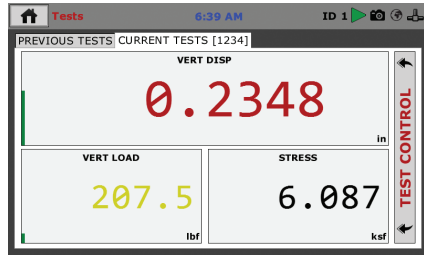 Tests 6:39 AM ID 1
PREVIOUS TESTS CURRENT TESTS [1234]
VERT DISP
0.2348
in
VERT LOAD
207.5
lbf
STRESS
6.087
ksf
TEST CONTROL